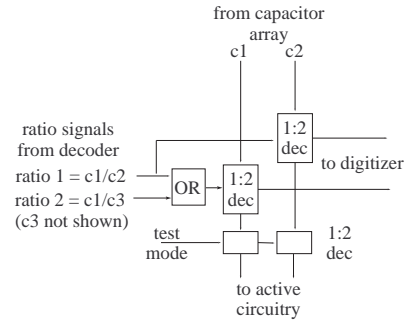 from capacitor
array
c1
c2
1:2
dec
ratio signals
from decoder
to digitizer
ratio 1 = c1/c2
OR
1:2
dec
ratio 2 = c1/c3
(c3 not shown)
test
mode
1:2
dec
to active
circuitry